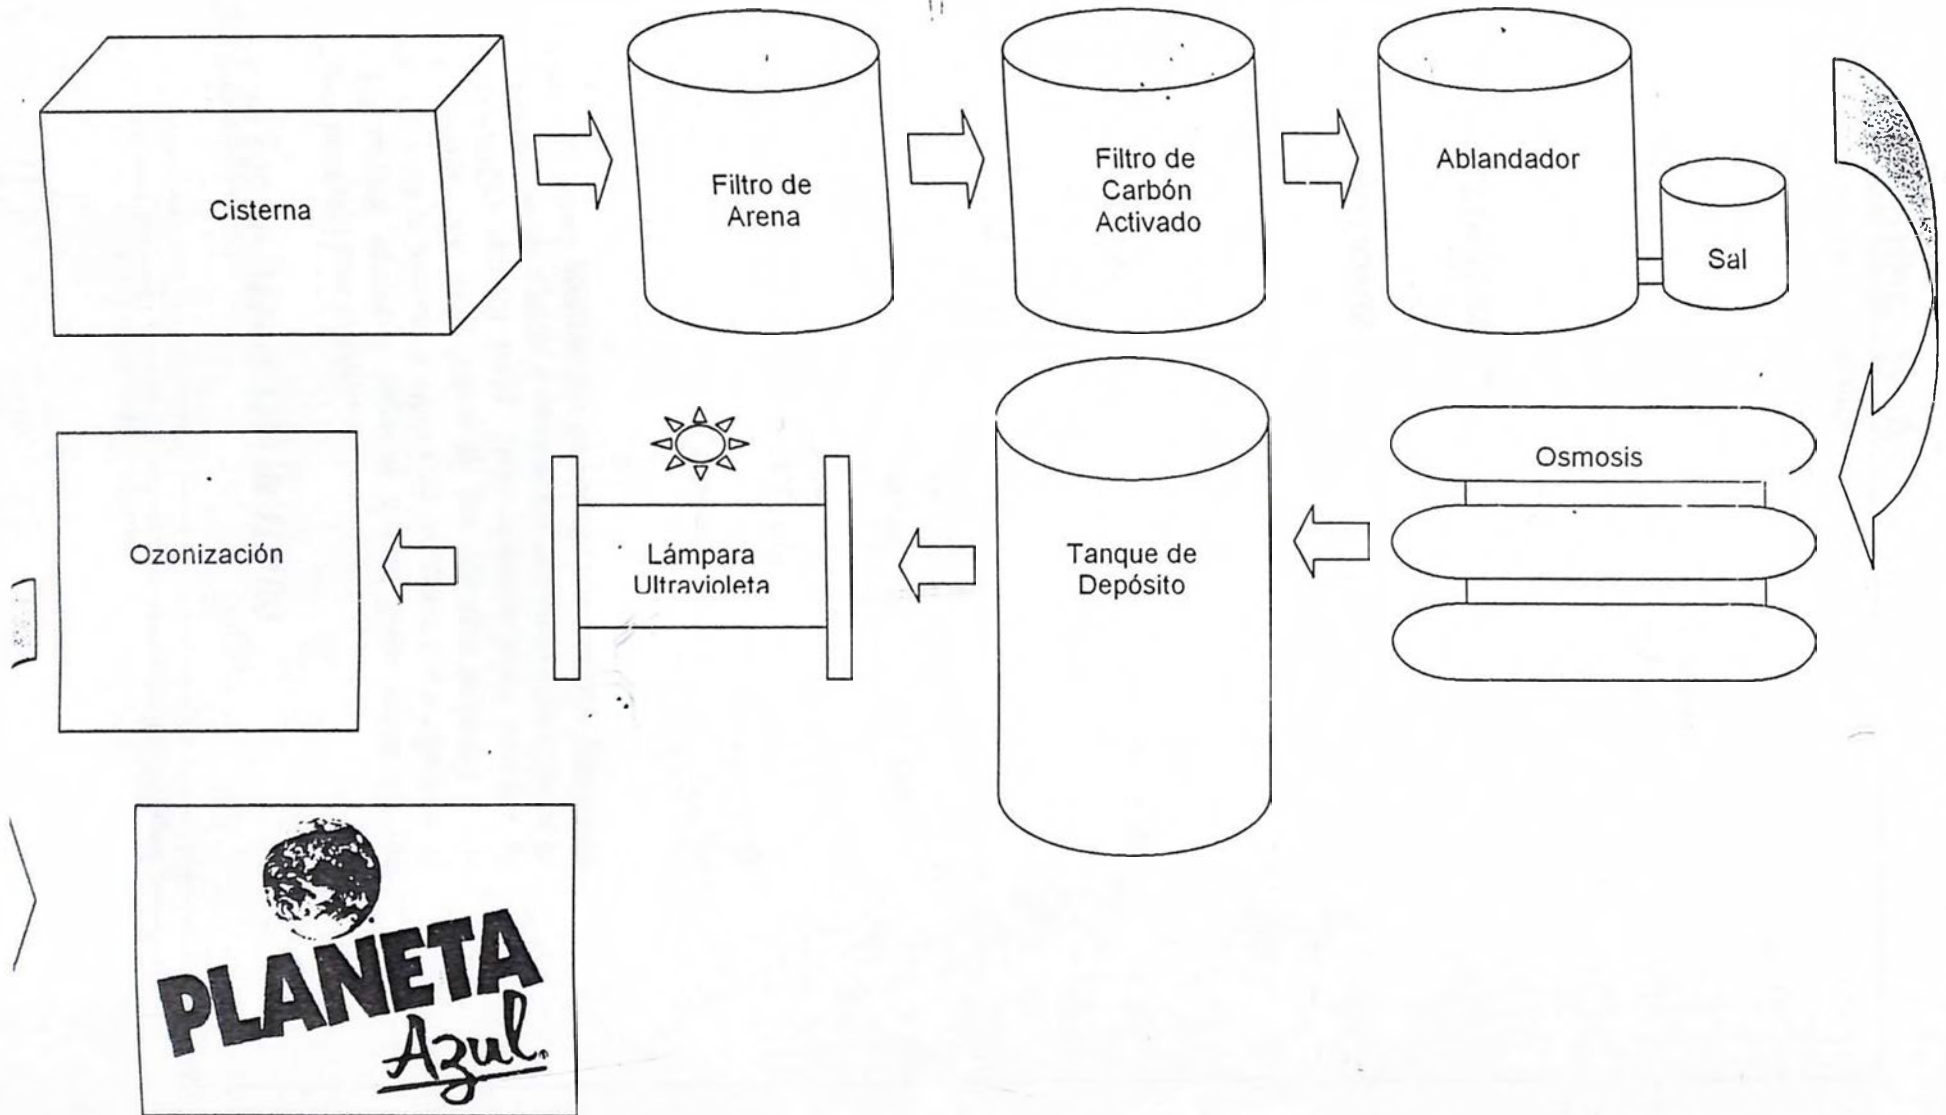 Cisterna
Filtro de
Arena
Filtro de
Carbón
Activado
Ablandador
Sal
Osmosis
Tanque de
Depósito
Lámpara
Ultravioleta
Ozonización
PLANETA
Azul